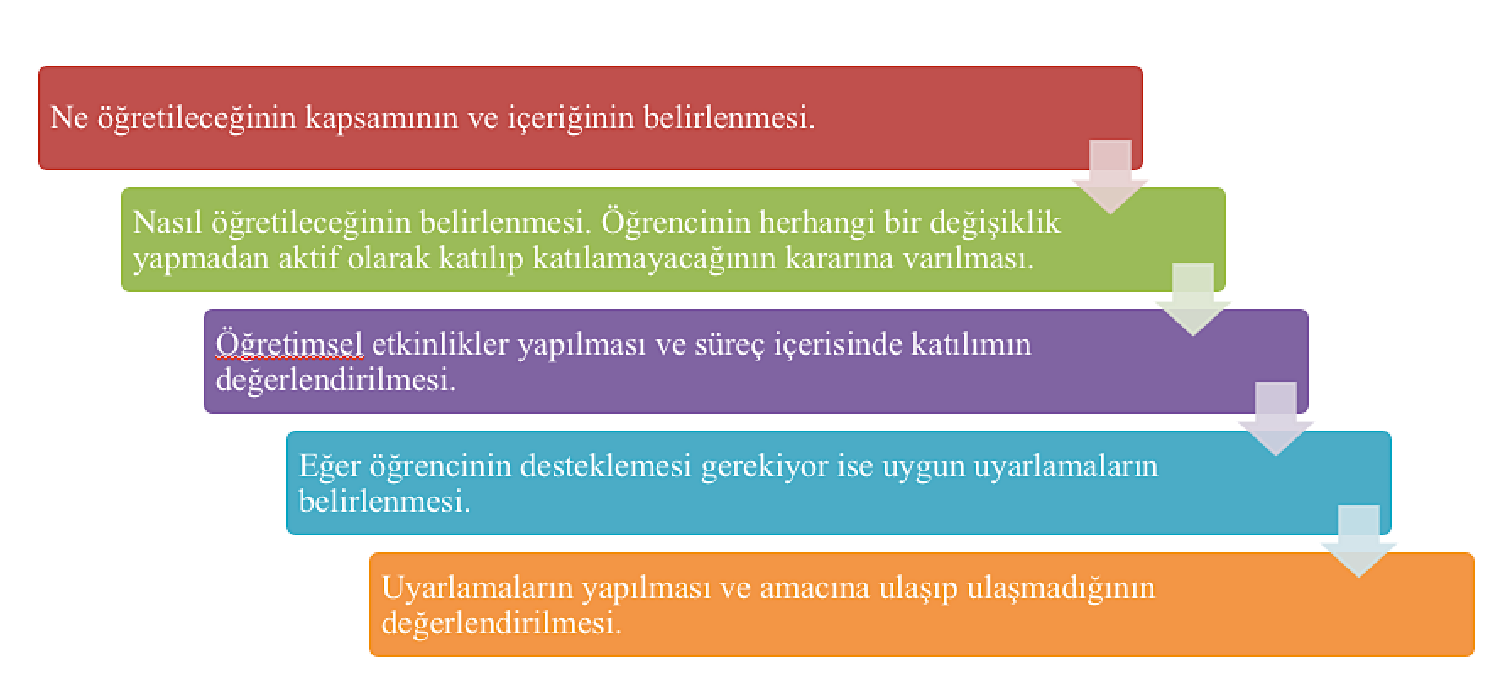 Ne öğretileceğinin kapsamının ve içeriğinin belirlenmesi.
Nasıl öğretileceğinin belirlenmesi. Öğrencinin herhangi bir değişiklik
yapmadan aktif olarak katılıp katılamayacağının kararına varılması.
Öğretimsel etkinlikler yapılması ve süreç içerisinde katılımın
değerlendirilmesi.
Eğer öğrencinin desteklemesi gerekiyor ise uygun uyarlamaların
belirlenmesi.
Uyarlamaların yapılması ve amacına ulaşıp ulaşmadığının
değerlendirilmesi.